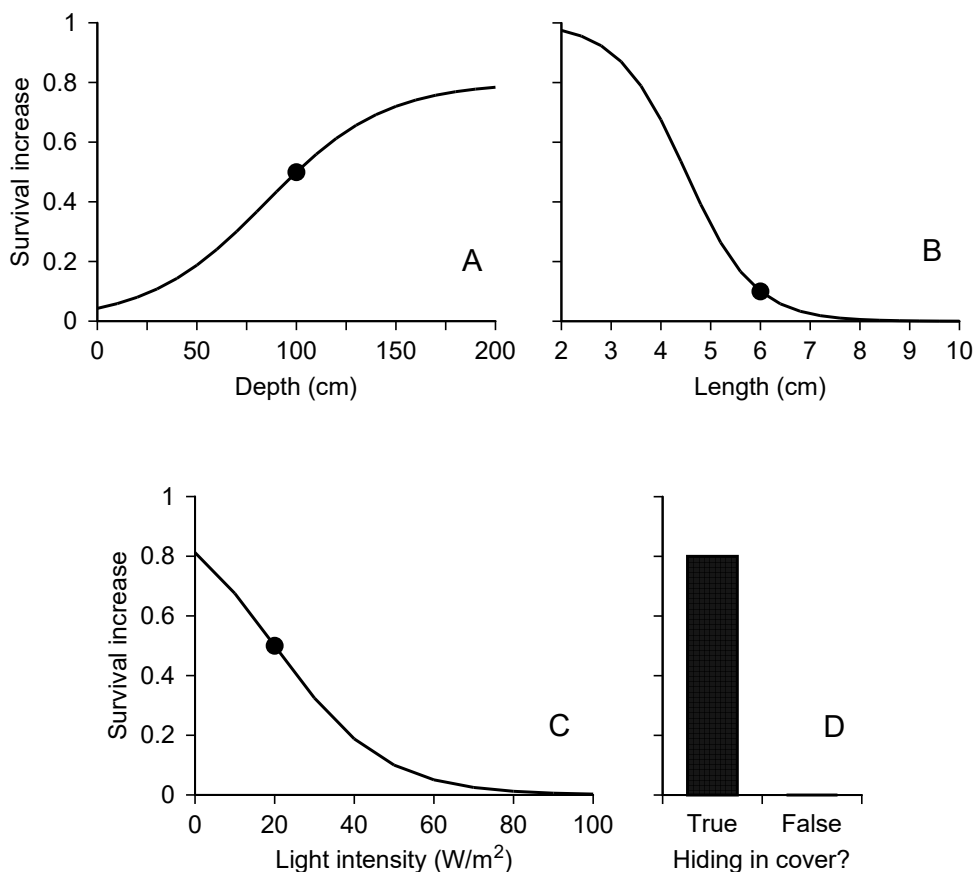 Survival increase
1
0.8
0.6
0.4
0.2
0
0 50 100 150 200
Depth (cm)
A
2 3 4 5 6 7 8 9 10
Length (cm)
B
Survival increase
1
0.8
0.6
0.4
0.2
0
0 20 40 60 80 100
Light intensity (W/m²)
C
True False
Hiding in cover?
D